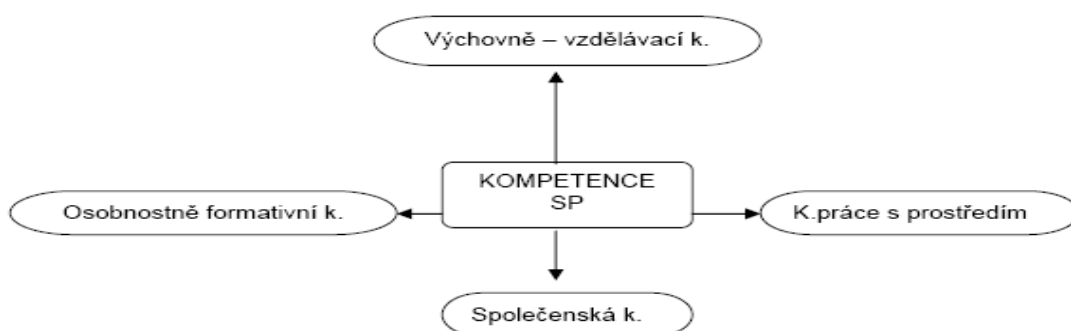 Výchovně – vzdělávací k.
KOMPETENCE
SP
Osobnostně formativní k.
K.práce s prostředím
Společenská k.